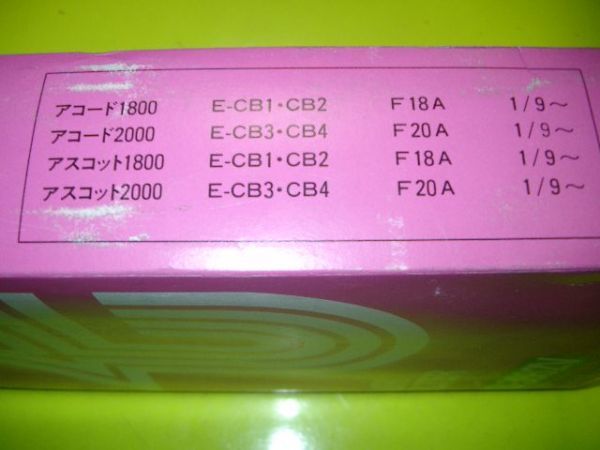 アコード1800 E-CB1・CB2 F18A 1/9～
アコード2000 E-CB3・CB4 F20A 1/9～
アスコット1800 E-CB1・CB2 F18A 1/9～
アスコット2000 E-CB3・CB4 F20A 1/9～